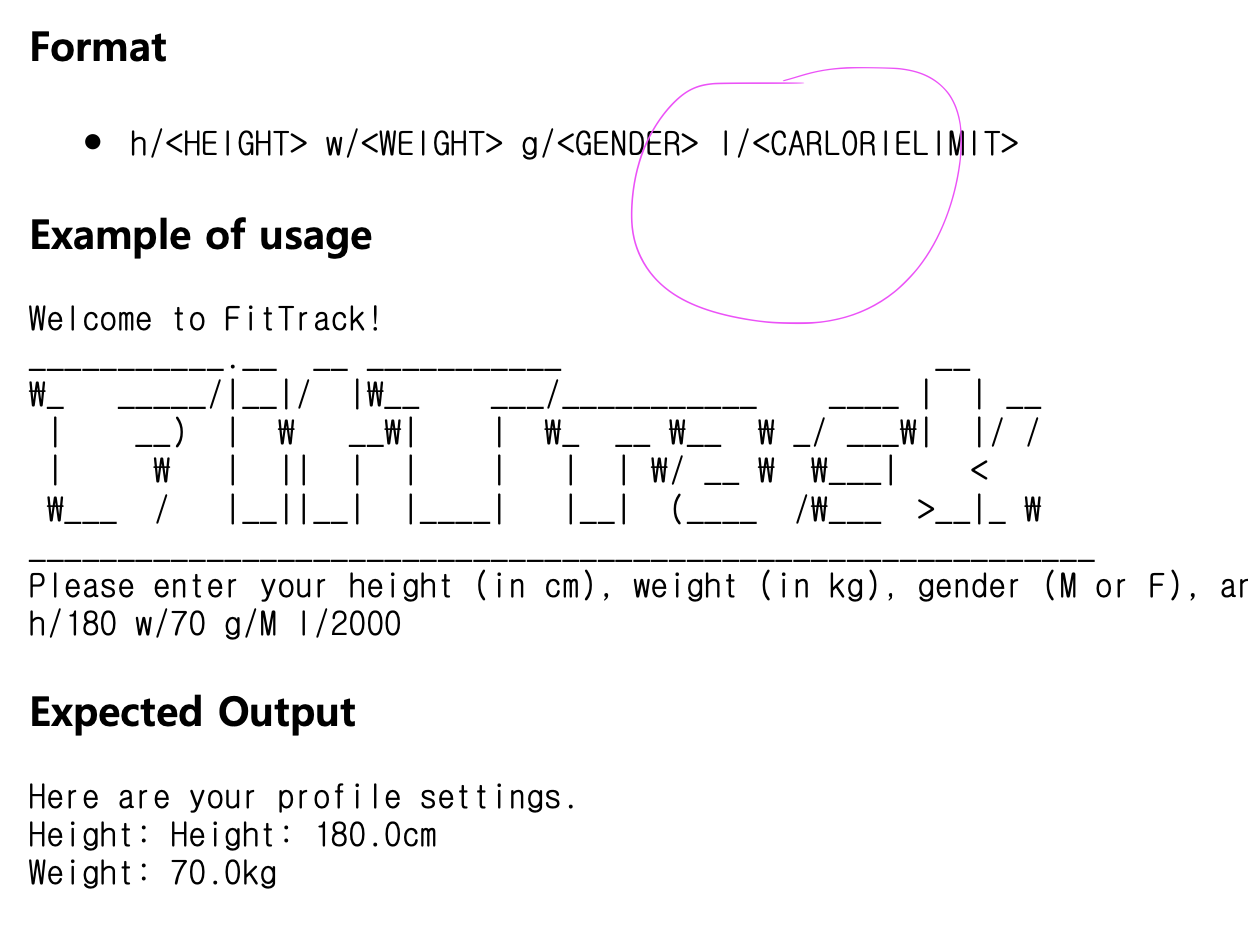 Format
• h/<HEIGHT> w/<WEIGHT> g/<GENDER> l/<CARLORIELIMIT>
Example of usage
Welcome to FitTrack!
___________.__  __ ___________                     __
₩_   _____/|__|/  |₩__    ___/___________    ____ |  | __
 |    __)  |  ₩   __₩|    |  ₩_  __ ₩__  ₩ _/ ___₩|  |/ /
 |     ₩   |  ||  |  |    |   |  | ₩/ __ ₩  ₩___|    <
 ₩___  /   |__||__|  |____|   |__|  (____  /₩___  >__|_ ₩
____________________________________________________________
Please enter your height (in cm), weight (in kg), gender (M or F), 
h/180 w/70 g/M l/2000
Expected Output
Here are your profile settings.
Height: Height: 180.0cm
Weight: 70.0kg